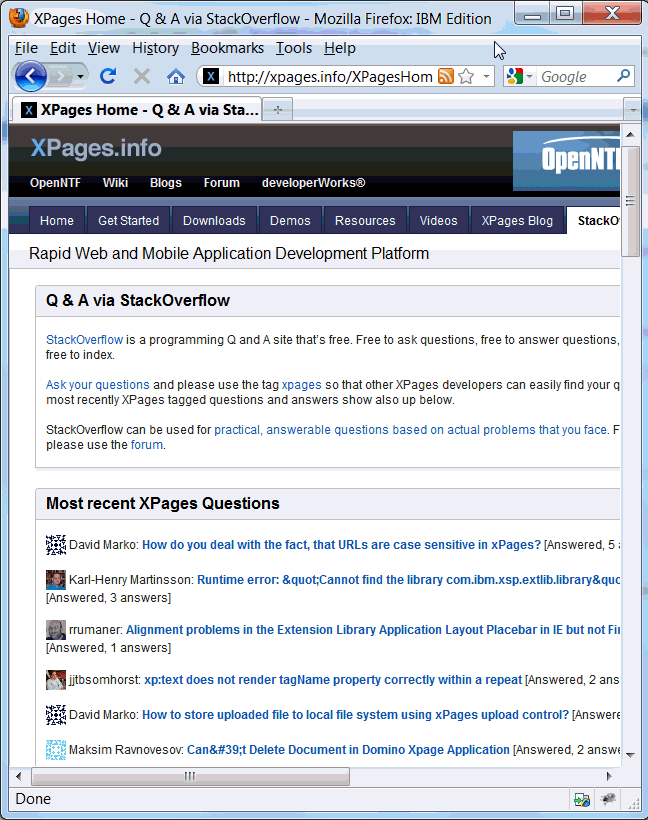 XPages Home - Q & A via StackOverflow - Mozilla Firefox: IBM Edition
File Edit View History Bookmarks Tools Help
X http://xpages.info/XPagesHom Google
X XPages Home - Q & A via Sta...
XPages.info
OpenNTF
OpenNTF Wiki Blogs Forum developerWorks®
Home Get Started Downloads Demos Resources Videos XPages Blog StackOv
Rapid Web and Mobile Application Development Platform
Q & A via StackOverflow
StackOverflow is a programming Q and A site that's free. Free to ask questions, free to answer questions,
free to index.
Ask your questions and please use the tag xpages so that other XPages developers can easily find your q
most recently XPages tagged questions and answers show also up below.
StackOverflow can be used for practical, answerable questions based on actual problems that you face. F
please use the forum.
Most recent XPages Questions
David Marko: How do you deal with the fact, that URLs are case sensitive in xPages? [Answered, 5 a
Karl-Henry Martinsson: Runtime error: &quot;Cannot find the library com.ibm.xsp.extlib.library&quo
[Answered, 3 answers]
rrumaner: Alignment problems in the Extension Library Application Layout Placebar in IE but not Fir
[Answered, 1 answers]
jjtbsomhorst: xp:text does not render tagName property correctly within a repeat [Answered, 2 ans
David Marko: How to store uploaded file to local file system using xPages upload control? [Answere
Maksim Ravnovesov: Can&#39;t Delete Document in Domino Xpage Application [Answered, 2 answe
Done